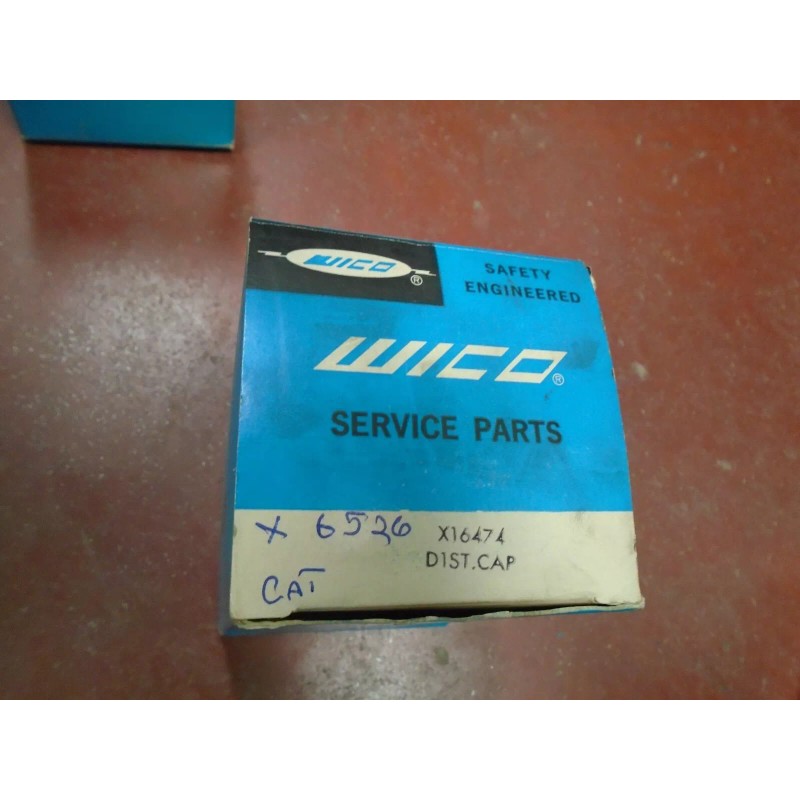 WICO ®
SAFETY
ENGINEERED
WICO ®
SERVICE PARTS
X 6526
X16474
DIST.CAP
CAT